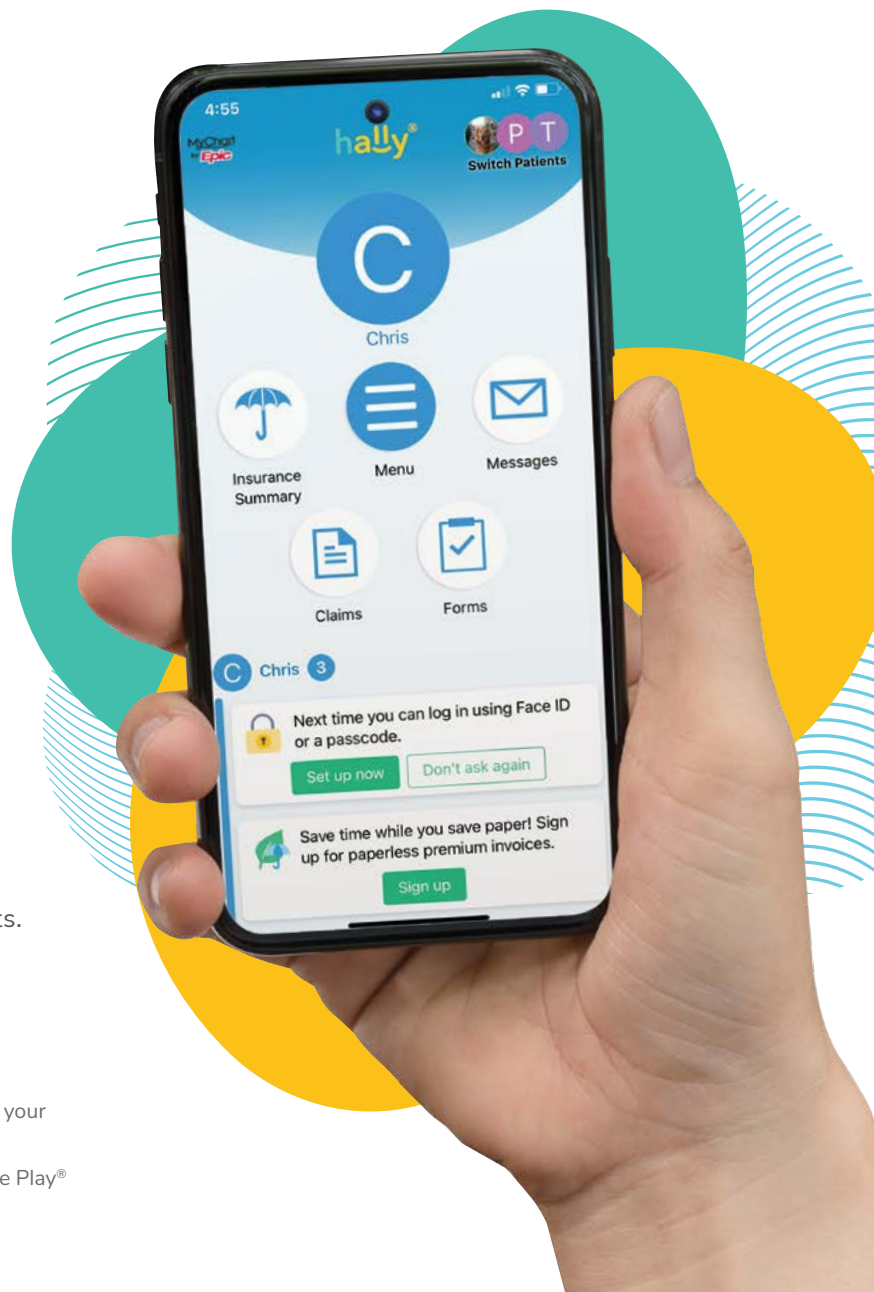 4:55
MyChart
by Epic
hally®
P T
Switch Patients
C
Chris
Insurance
Summary
Menu
Messages
Claims
Forms
C Chris 3
Next time you can log in using Face ID
or a passcode.
Set up now Don't ask again
Save time while you save paper! Sign
up for paperless premium invoices.
Sign up
ts.
your
e Play®